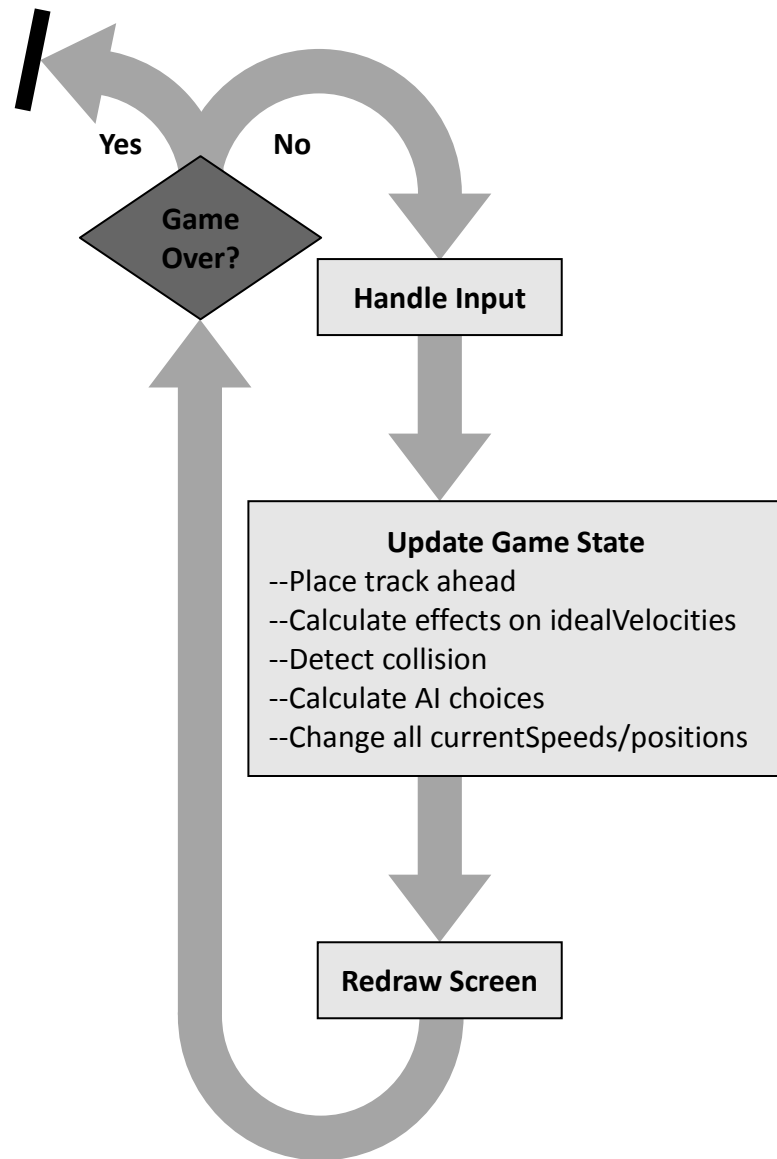 Yes
No
Game
Over?
Handle Input
Update Game State
--Place track ahead
--Calculate effects on idealVelocities
--Detect collision
--Calculate AI choices
--Change all currentSpeeds/positions
Redraw Screen